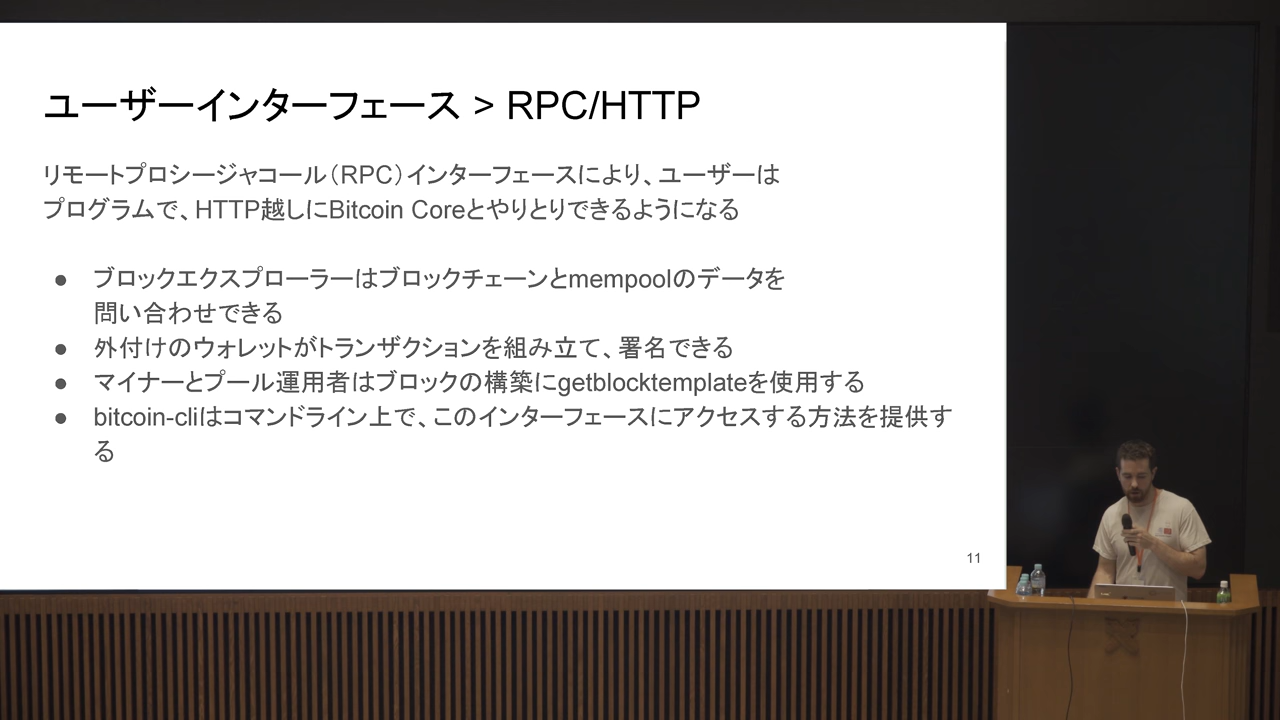 ユーザーインターフェース > RPC/HTTP
リモートプロシージャコール（RPC）インターフェースにより、ユーザーは
プログラムで、HTTP越しにBitcoin Coreとやりとりできるようになる
● ブロックエクスプローラーはブロックチェーンとmempoolのデータを
問い合わせできる
● 外付けのウォレットがトランザクションを組み立て、署名できる
● マイナーとプール運用者はブロックの構築にgetblocktemplateを使用する
● bitcoin-cliはコマンドライン上で、このインターフェースにアクセスする方法を提供す
る
11